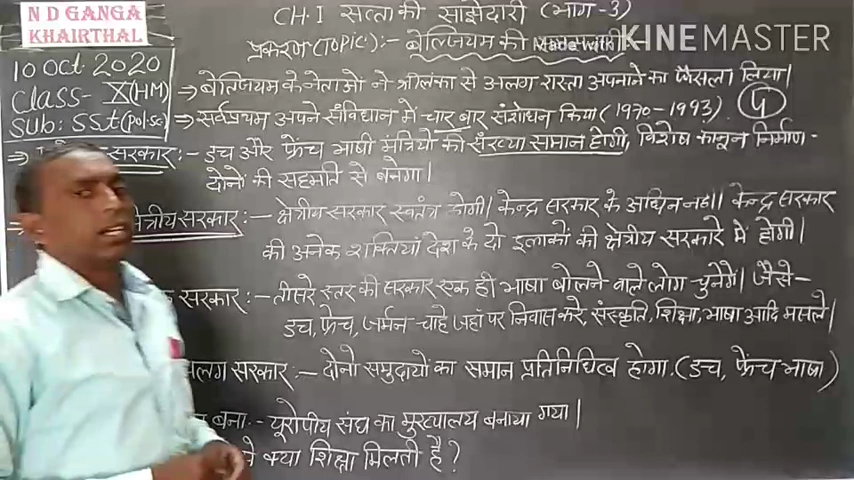 N D GANGA
KHAIRTHAL
CH.I सत्ता की साझेदारी (भाग-3)
प्रकरण (TOPIC):- बेल्जियम की
Made with KINEMASTER
10 Oct 2020
Class- X (HM)
SUB: SSt (pol.sc)
⇒ बेल्जियम के नेताओं ने श्रीलंका से अलग रास्ता अपनाने का फैसला लिया।
⇒ सर्वप्रथम अपने संविधान में चार बार संशोधन किया (1970-1993). 4
⇒ सरकार:- डच और फ्रेंच भाषी मंत्रियों की संख्या समान होगी, विशेष कानून निर्माण-
दोनों की सहमति से बनेगा।
क्षेत्रीय सरकार:- क्षेत्रीय सरकार स्वतंत्र होगी। केन्द्र सरकार के अधिन नहीं। केन्द्र सरकार
की अनेक शक्तियां देश के दो इलाकों की क्षेत्रीय सरकारे में होगी।
सरकार:- तीसरे स्तर की सरकार एक ही भाषा बोलने वाले लोग चुनेगें। जैसे-
डच, फ्रेंच, जर्मन-चाहे जहां पर निवास करे, संस्कृति, शिक्षा, भाषा आदि मसले।
सरकार:- दोनो समुदायों का समान प्रतिनिधित्व होगा. (डच, फ्रेंच भाषा)
बना.- यूरोपीय संघ का मुख्यालय बनाया गया।
ने क्या शिक्षा मिलती है?